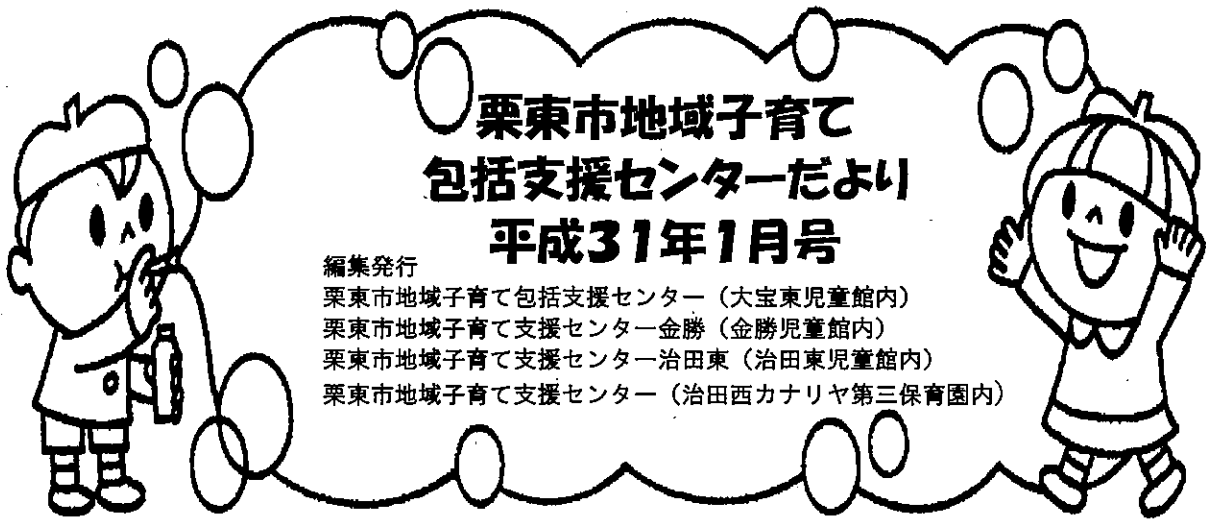 栗東市地域子育て
包括支援センターだより
平成31年1月号
編集発行
栗東市地域子育て包括支援センター（大宝東児童館内）
栗東市地域子育て支援センター金勝（金勝児童館内）
栗東市地域子育て支援センター治田東（治田東児童館内）
栗東市地域子育て支援センター（治田西カナリヤ第三保育園内）